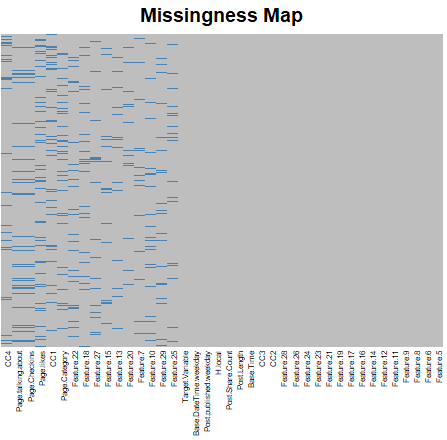 Missingness Map
CC4
Page.talking.about
Page.Checkins
Page.likes
CC1
Page.Category
Feature.22
Feature.18
Feature.27
Feature.15
Feature.13
Feature.20
Feature.7
Feature.10
Feature.29
Feature.25
Target.Variable
Base.DateTime.weekday
Post.published.weekday
H.local
Post.Share.Count
Post.Length
Base.Time
CC3
CC2
Feature.28
Feature.26
Feature.24
Feature.23
Feature.21
Feature.19
Feature.17
Feature.16
Feature.14
Feature.12
Feature.11
Feature.9
Feature.8
Feature.6
Feature.5